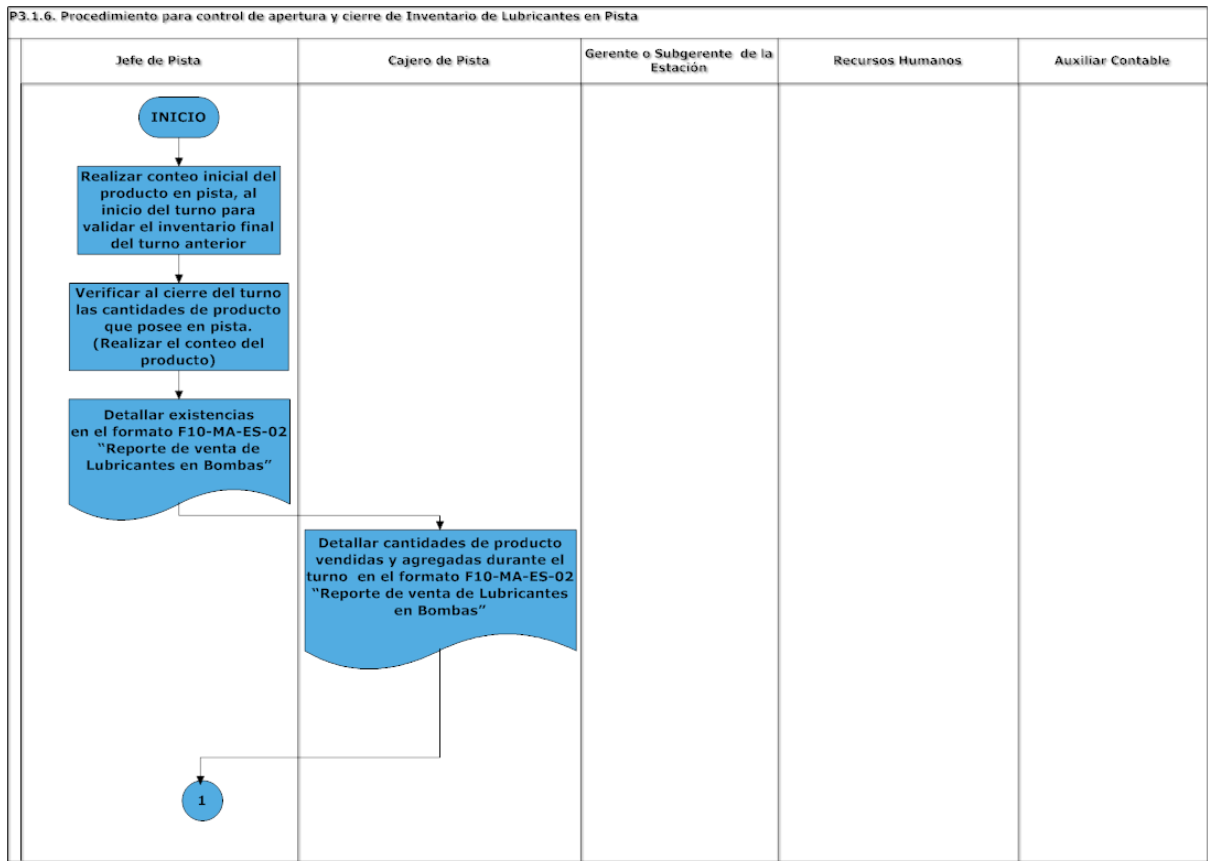 P3.1.6. Procedimiento para control de apertura y cierre de Inventario de Lubricantes en Pista
Jefe de Pista
Cajero de Pista
Gerente o Subgerente de la
Estación
Recursos Humanos
Auxiliar Contable
INICIO
Realizar conteo inicial del
producto en pista, al
inicio del turno para
validar el inventario final
del turno anterior
Verificar al cierre del turno
las cantidades de producto
que posee en pista.
(Realizar el conteo del
producto)
Detallar existencias
en el formato F10-MA-ES-02
“Reporte de venta de
Lubricantes en Bombas”
Detallar cantidades de producto
vendidas y agregadas durante el
turno en el formato F10-MA-ES-02
“Reporte de venta de Lubricantes
en Bombas”
1